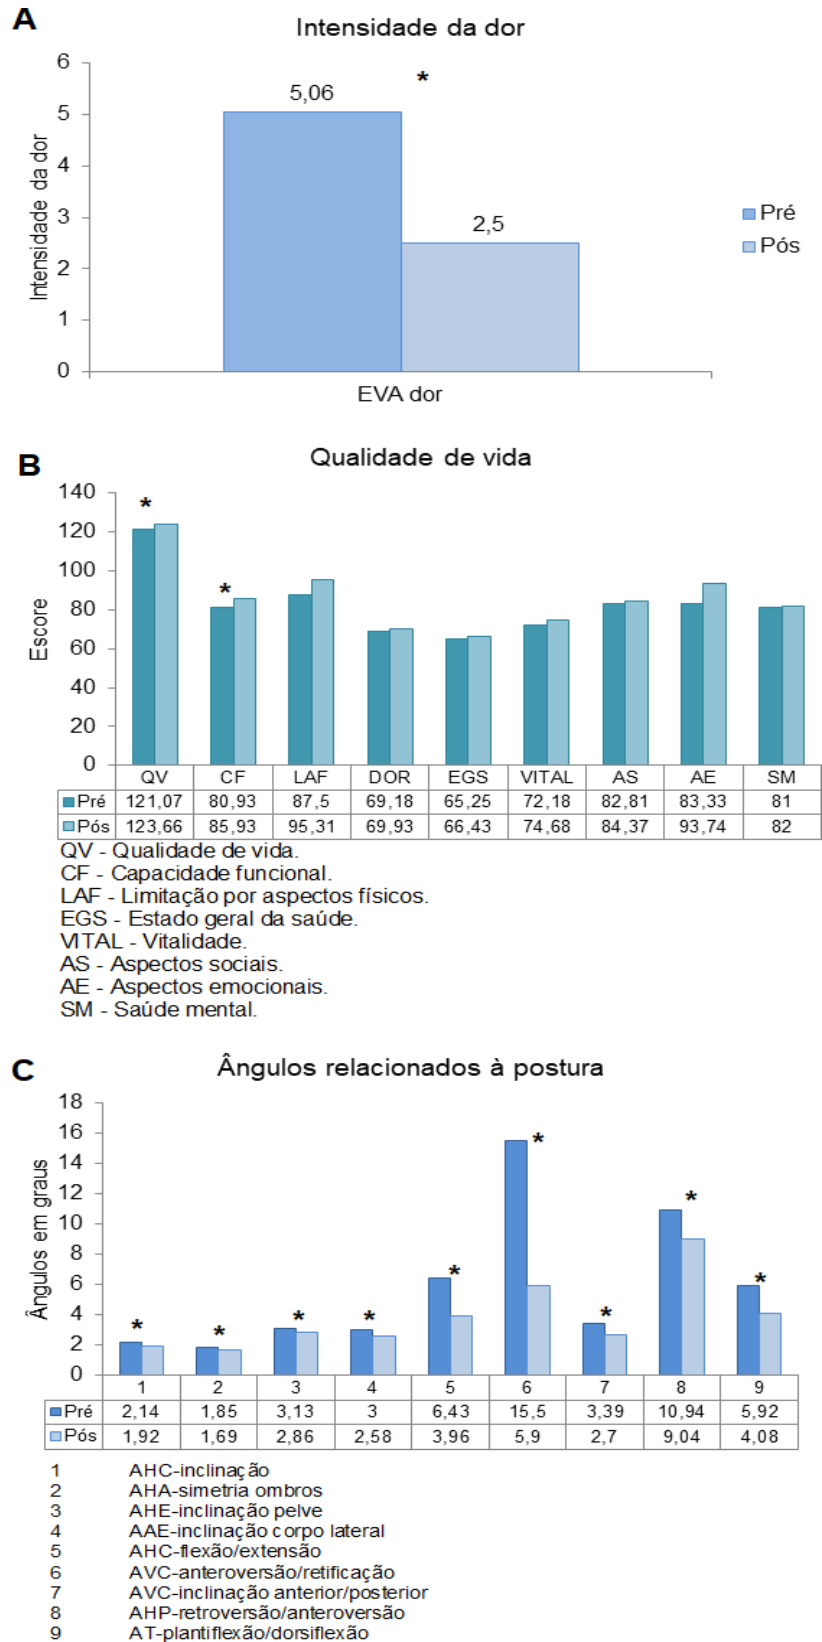 A
Intensidade da dor
Intensidade da dor
6
5
4
3
2
1
0
5,06
*
2,5
Pré
Pós
EVA dor
B
Qualidade de vida
Escore
140
120
100
80
60
40
20
0
*
*
QV CF LAF DOR EGS VITAL AS AE SM
Pré 121,07 80,93 87,5 69,18 65,25 72,18 82,81 83,33 81
Pós 123,66 85,93 95,31 69,93 66,43 74,68 84,37 93,74 82
QV - Qualidade de vida.
CF - Capacidade funcional.
LAF - Limitação por aspectos físicos.
EGS - Estado geral da saúde.
VITAL - Vitalidade.
AS - Aspectos sociais.
AE - Aspectos emocionais.
SM - Saúde mental.
C
Ângulos relacionados à postura
Ângulos em graus
18
16
14
12
10
8
6
4
2
0
* * * * * * * * *
1 2 3 4 5 6 7 8 9
Pré 2,14 1,85 3,13 3 6,43 15,5 3,39 10,94 5,92
Pós 1,92 1,69 2,86 2,58 3,96 5,9 2,7 9,04 4,08
1 AHC-inclinação
2 AHA-simetria ombros
3 AHE-inclinação pelve
4 AAE-inclinação corpo lateral
5 AHC-flexão/extensão
6 AVC-anteroversão/retificação
7 AVC-inclinação anterior/posterior
8 AHP-retroversão/anteroversão
9 AT-plantiflexão/dorsiflexão